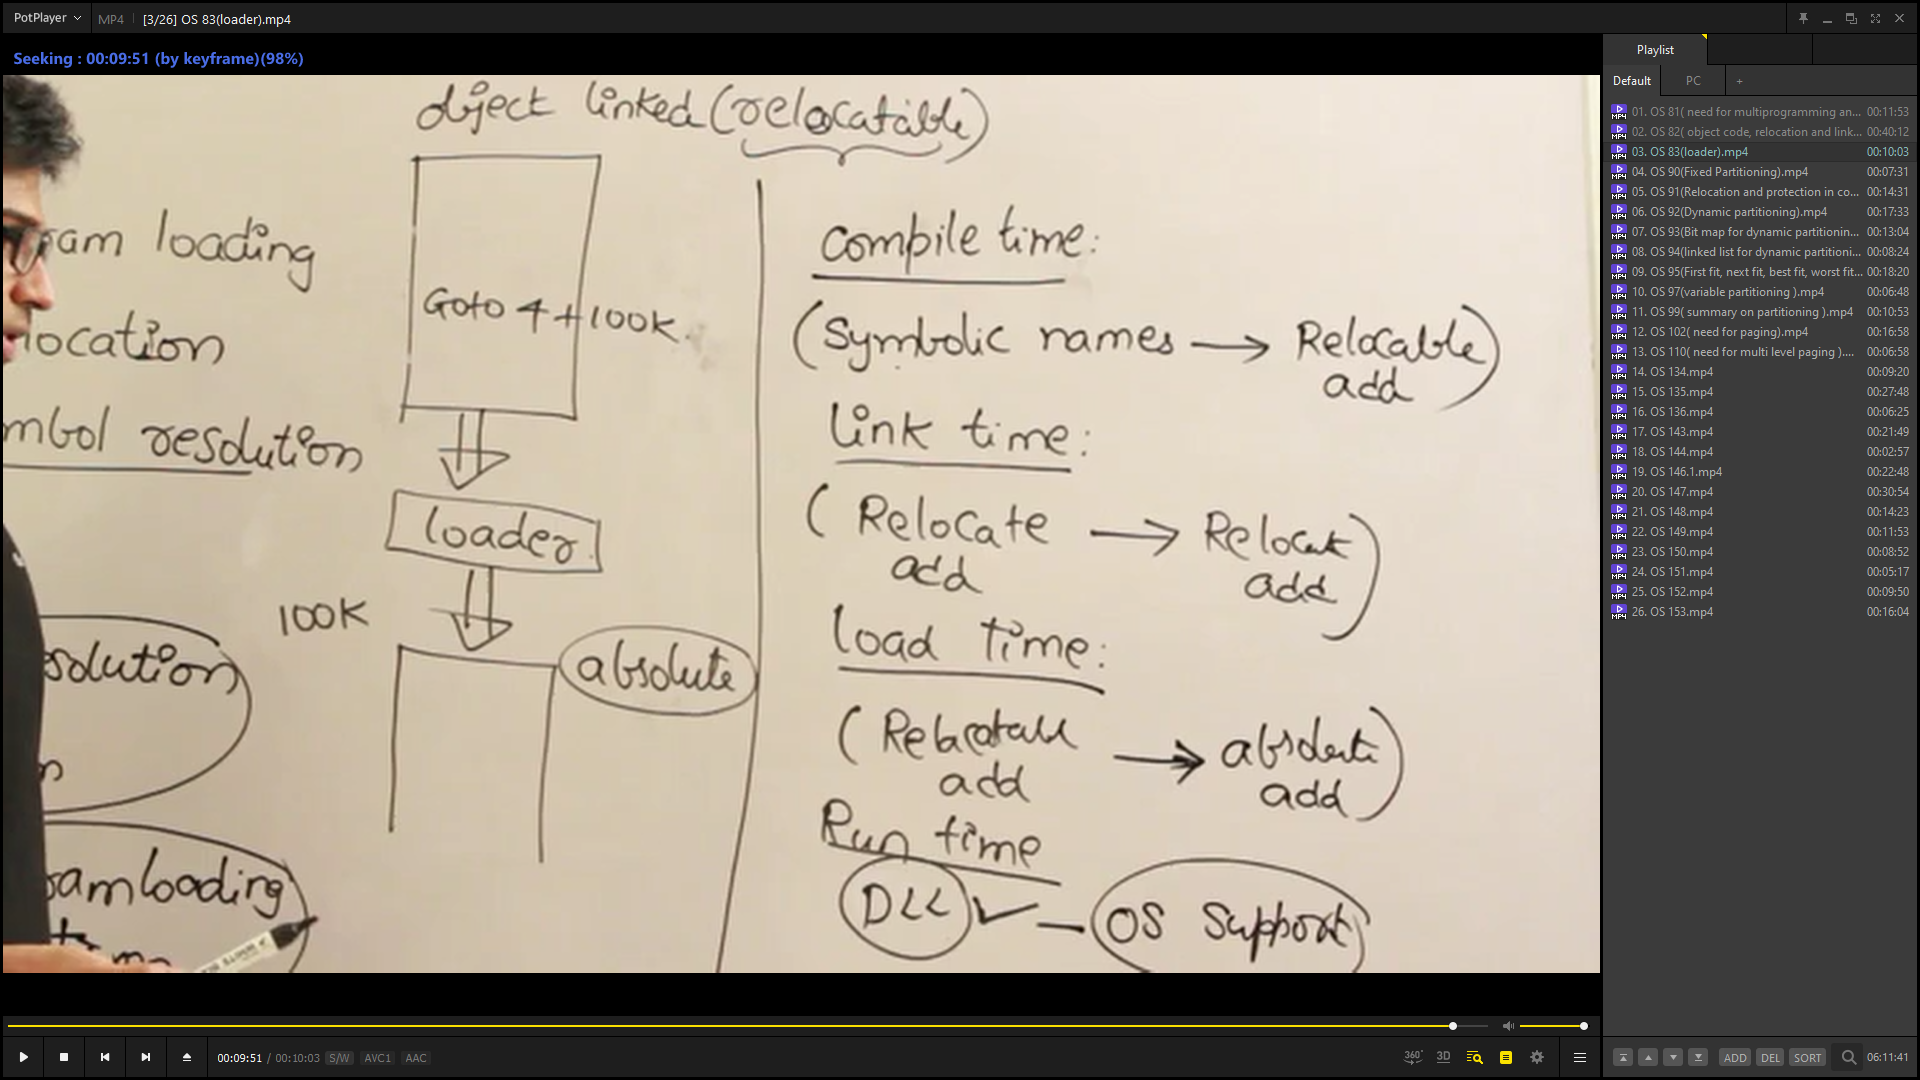 PotPlayer
MP4
[3/26] OS 83(loader).mp4
Seeking : 00:09:51 (by keyframe)(98%)
object linked (relocatable)
am loading
location
mbol resolution
Goto 4+100K
loader
100K
absolute
solution
n
am loading
Compile time:
(Symbolic names → Relocable add)
link time:
(Relocate add → Relocat add)
load time:
(Relocatable add → absolute add)
Run time
DLL ✓ — OS Support
00:09:51 / 00:10:03 S/W AVC1 AAC
360° 3D
Playlist
Default PC +
01. OS 81( need for multiprogramming an... 00:11:53
02. OS 82( object code, relocation and link... 00:40:12
03. OS 83(loader).mp4 00:10:03
04. OS 90(Fixed Partitioning).mp4 00:07:31
05. OS 91(Relocation and protection in co... 00:14:31
06. OS 92(Dynamic partitioning).mp4 00:17:33
07. OS 93(Bit map for dynamic partitionin... 00:13:04
08. OS 94(linked list for dynamic partitioni... 00:08:24
09. OS 95(First fit, next fit, best fit, worst fit... 00:18:20
10. OS 97(variable partitioning ).mp4 00:06:48
11. OS 99( summary on partitioning ).mp4 00:10:53
12. OS 102( need for paging).mp4 00:16:58
13. OS 110( need for multi level paging ).... 00:06:58
14. OS 134.mp4 00:09:20
15. OS 135.mp4 00:27:48
16. OS 136.mp4 00:06:25
17. OS 143.mp4 00:21:49
18. OS 144.mp4 00:02:57
19. OS 146.1.mp4 00:22:48
20. OS 147.mp4 00:30:54
21. OS 148.mp4 00:14:23
22. OS 149.mp4 00:11:53
23. OS 150.mp4 00:08:52
24. OS 151.mp4 00:05:17
25. OS 152.mp4 00:09:50
26. OS 153.mp4 00:16:04
ADD DEL SORT 06:11:41